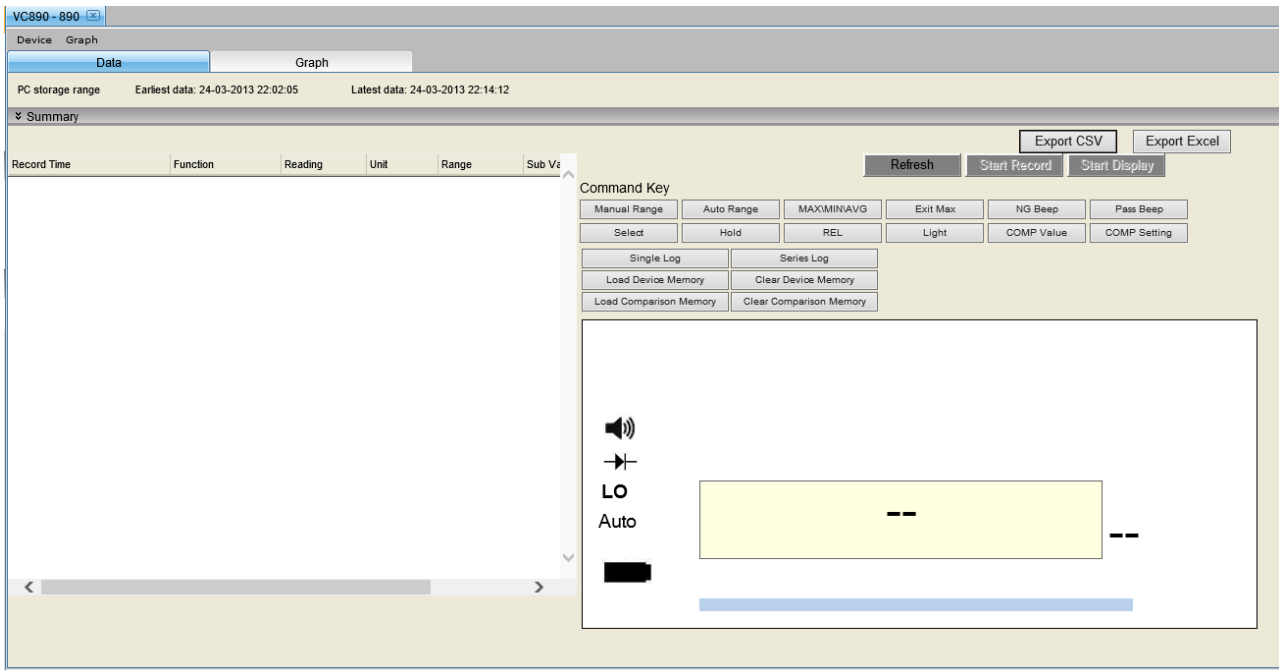 VC890 - 890
Device Graph
Data Graph
PC storage range Earliest data: 24-03-2013 22:02:05 Latest data: 24-03-2013 22:14:12
Summary
Export CSV Export Excel
Record Time Function Reading Unit Range Sub Va
Refresh Start Record Start Display
Command Key
Manual Range Auto Range MAX\MIN\AVG Exit Max NG Beep Pass Beep
Select Hold REL Light COMP Value COMP Setting
Single Log Series Log
Load Device Memory Clear Device Memory
Load Comparison Memory Clear Comparison Memory
LO
--
Auto
--